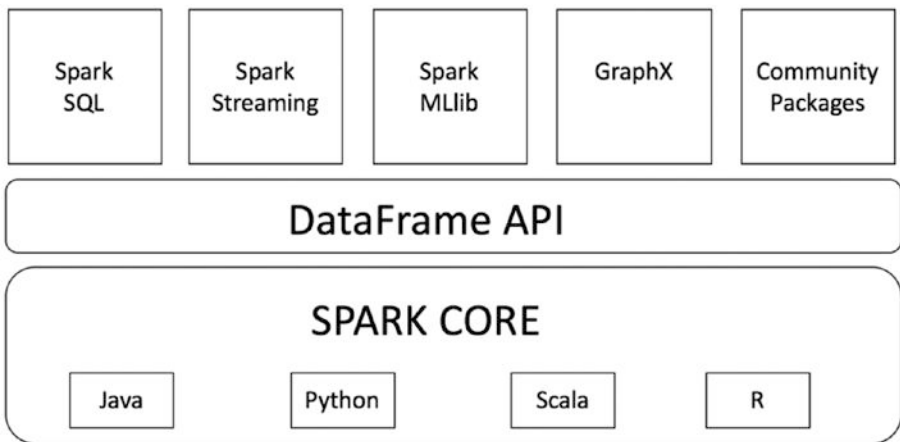 Spark
SQL
Spark
Streaming
Spark
MLlib
GraphX
Community
Packages
DataFrame API
SPARK CORE
Java
Python
Scala
R